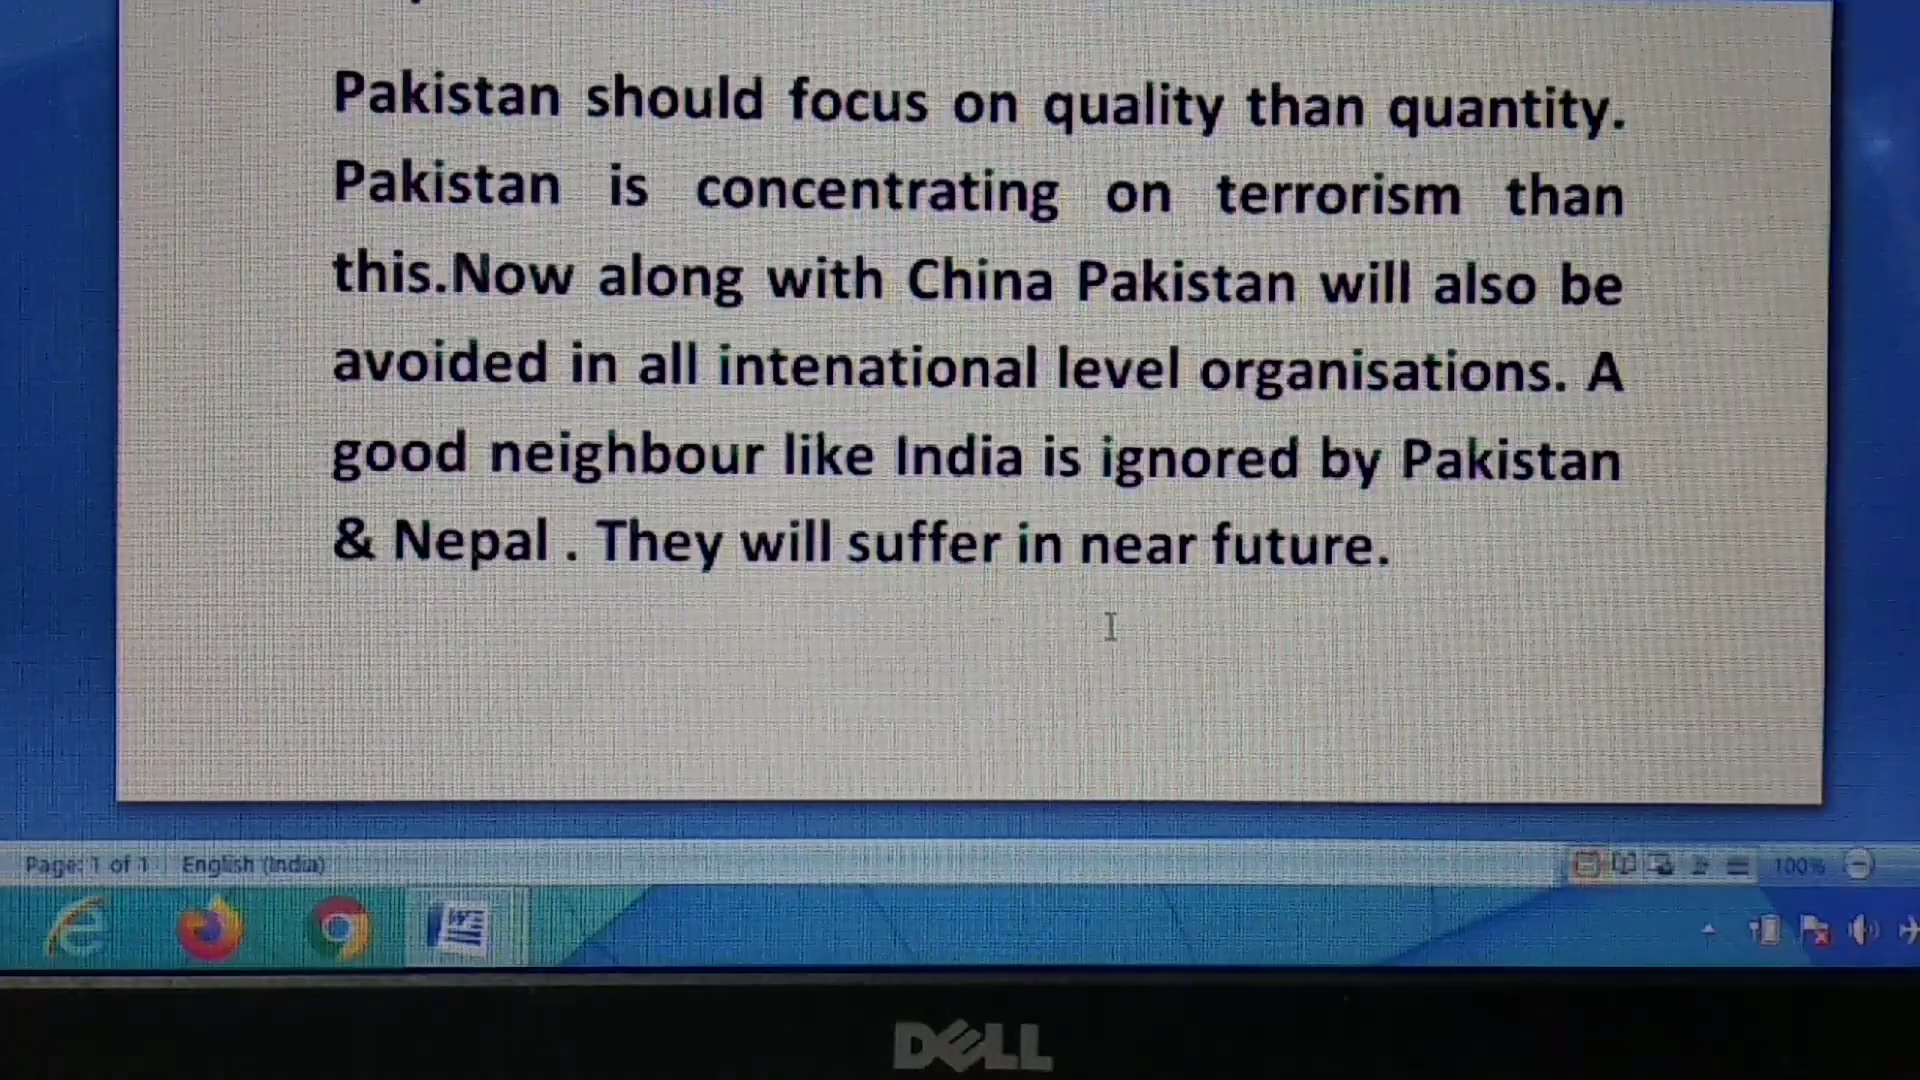 Pakistan should focus on quality than quantity.
Pakistan is concentrating on terrorism than
this.Now along with China Pakistan will also be
avoided in all intenational level organisations. A
good neighbour like India is ignored by Pakistan
& Nepal . They will suffer in near future.
Page: 1 of 1 English (India) 100%
DELL